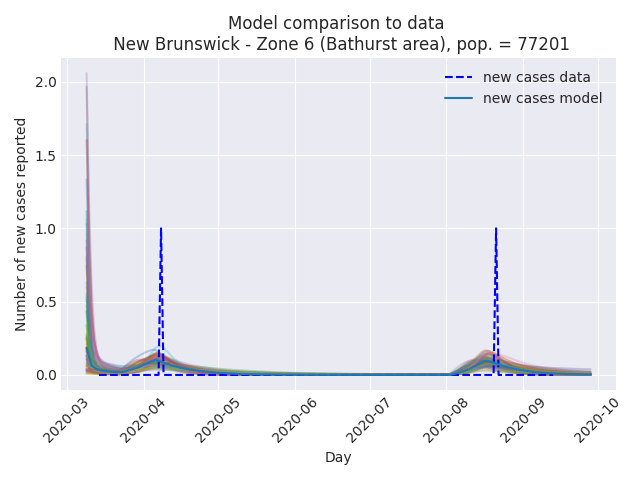 Model comparison to data
New Brunswick - Zone 6 (Bathurst area), pop. = 77201
new cases data
new cases model
Number of new cases reported
2.0
1.5
1.0
0.5
0.0
2020-03
2020-04
2020-05
2020-06
2020-07
2020-08
2020-09
2020-10
Day